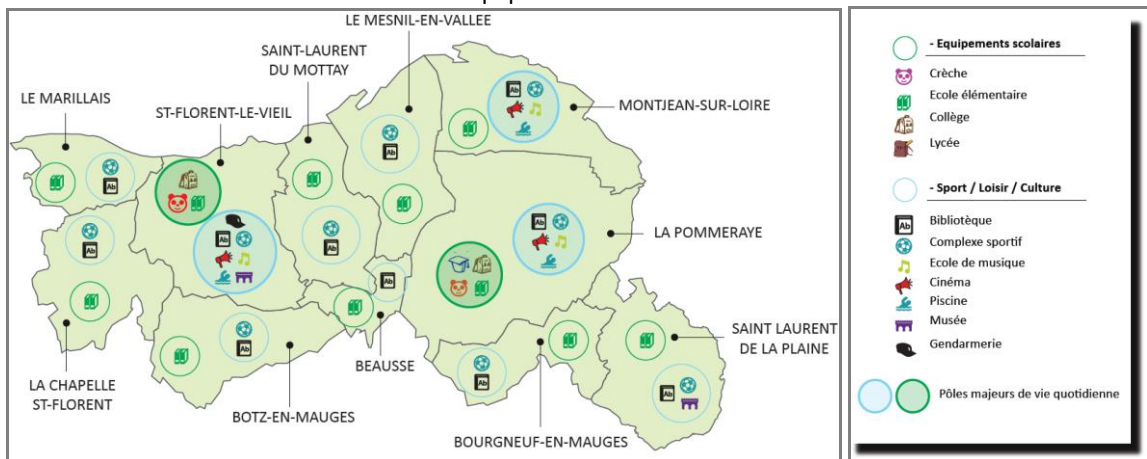 LE MESNIL-EN-VALLEE
SAINT-LAURENT
DU MOTTAY
LE MARILLAIS
ST-FLORENT-LE-VIEIL
MONTJEAN-SUR-LOIRE
LA POMMERAYE
SAINT LAURENT
DE LA PLAINE
BEAUSSE
LA CHAPELLE
ST-FLORENT
BOTZ-EN-MAUGES
BOURGNEUF-EN-MAUGES
Ab
Ab
Ab
Ab
Ab
Ab
Ab
Ab
Ab
Ab
Ab
- Equipements scolaires
Crèche
Ecole élémentaire
Collège
Lycée
- Sport / Loisir / Culture
Ab Bibliotèque
Complexe sportif
Ecole de musique
Cinéma
Piscine
Musée
Gendarmerie
Pôles majeurs de vie quotidienne